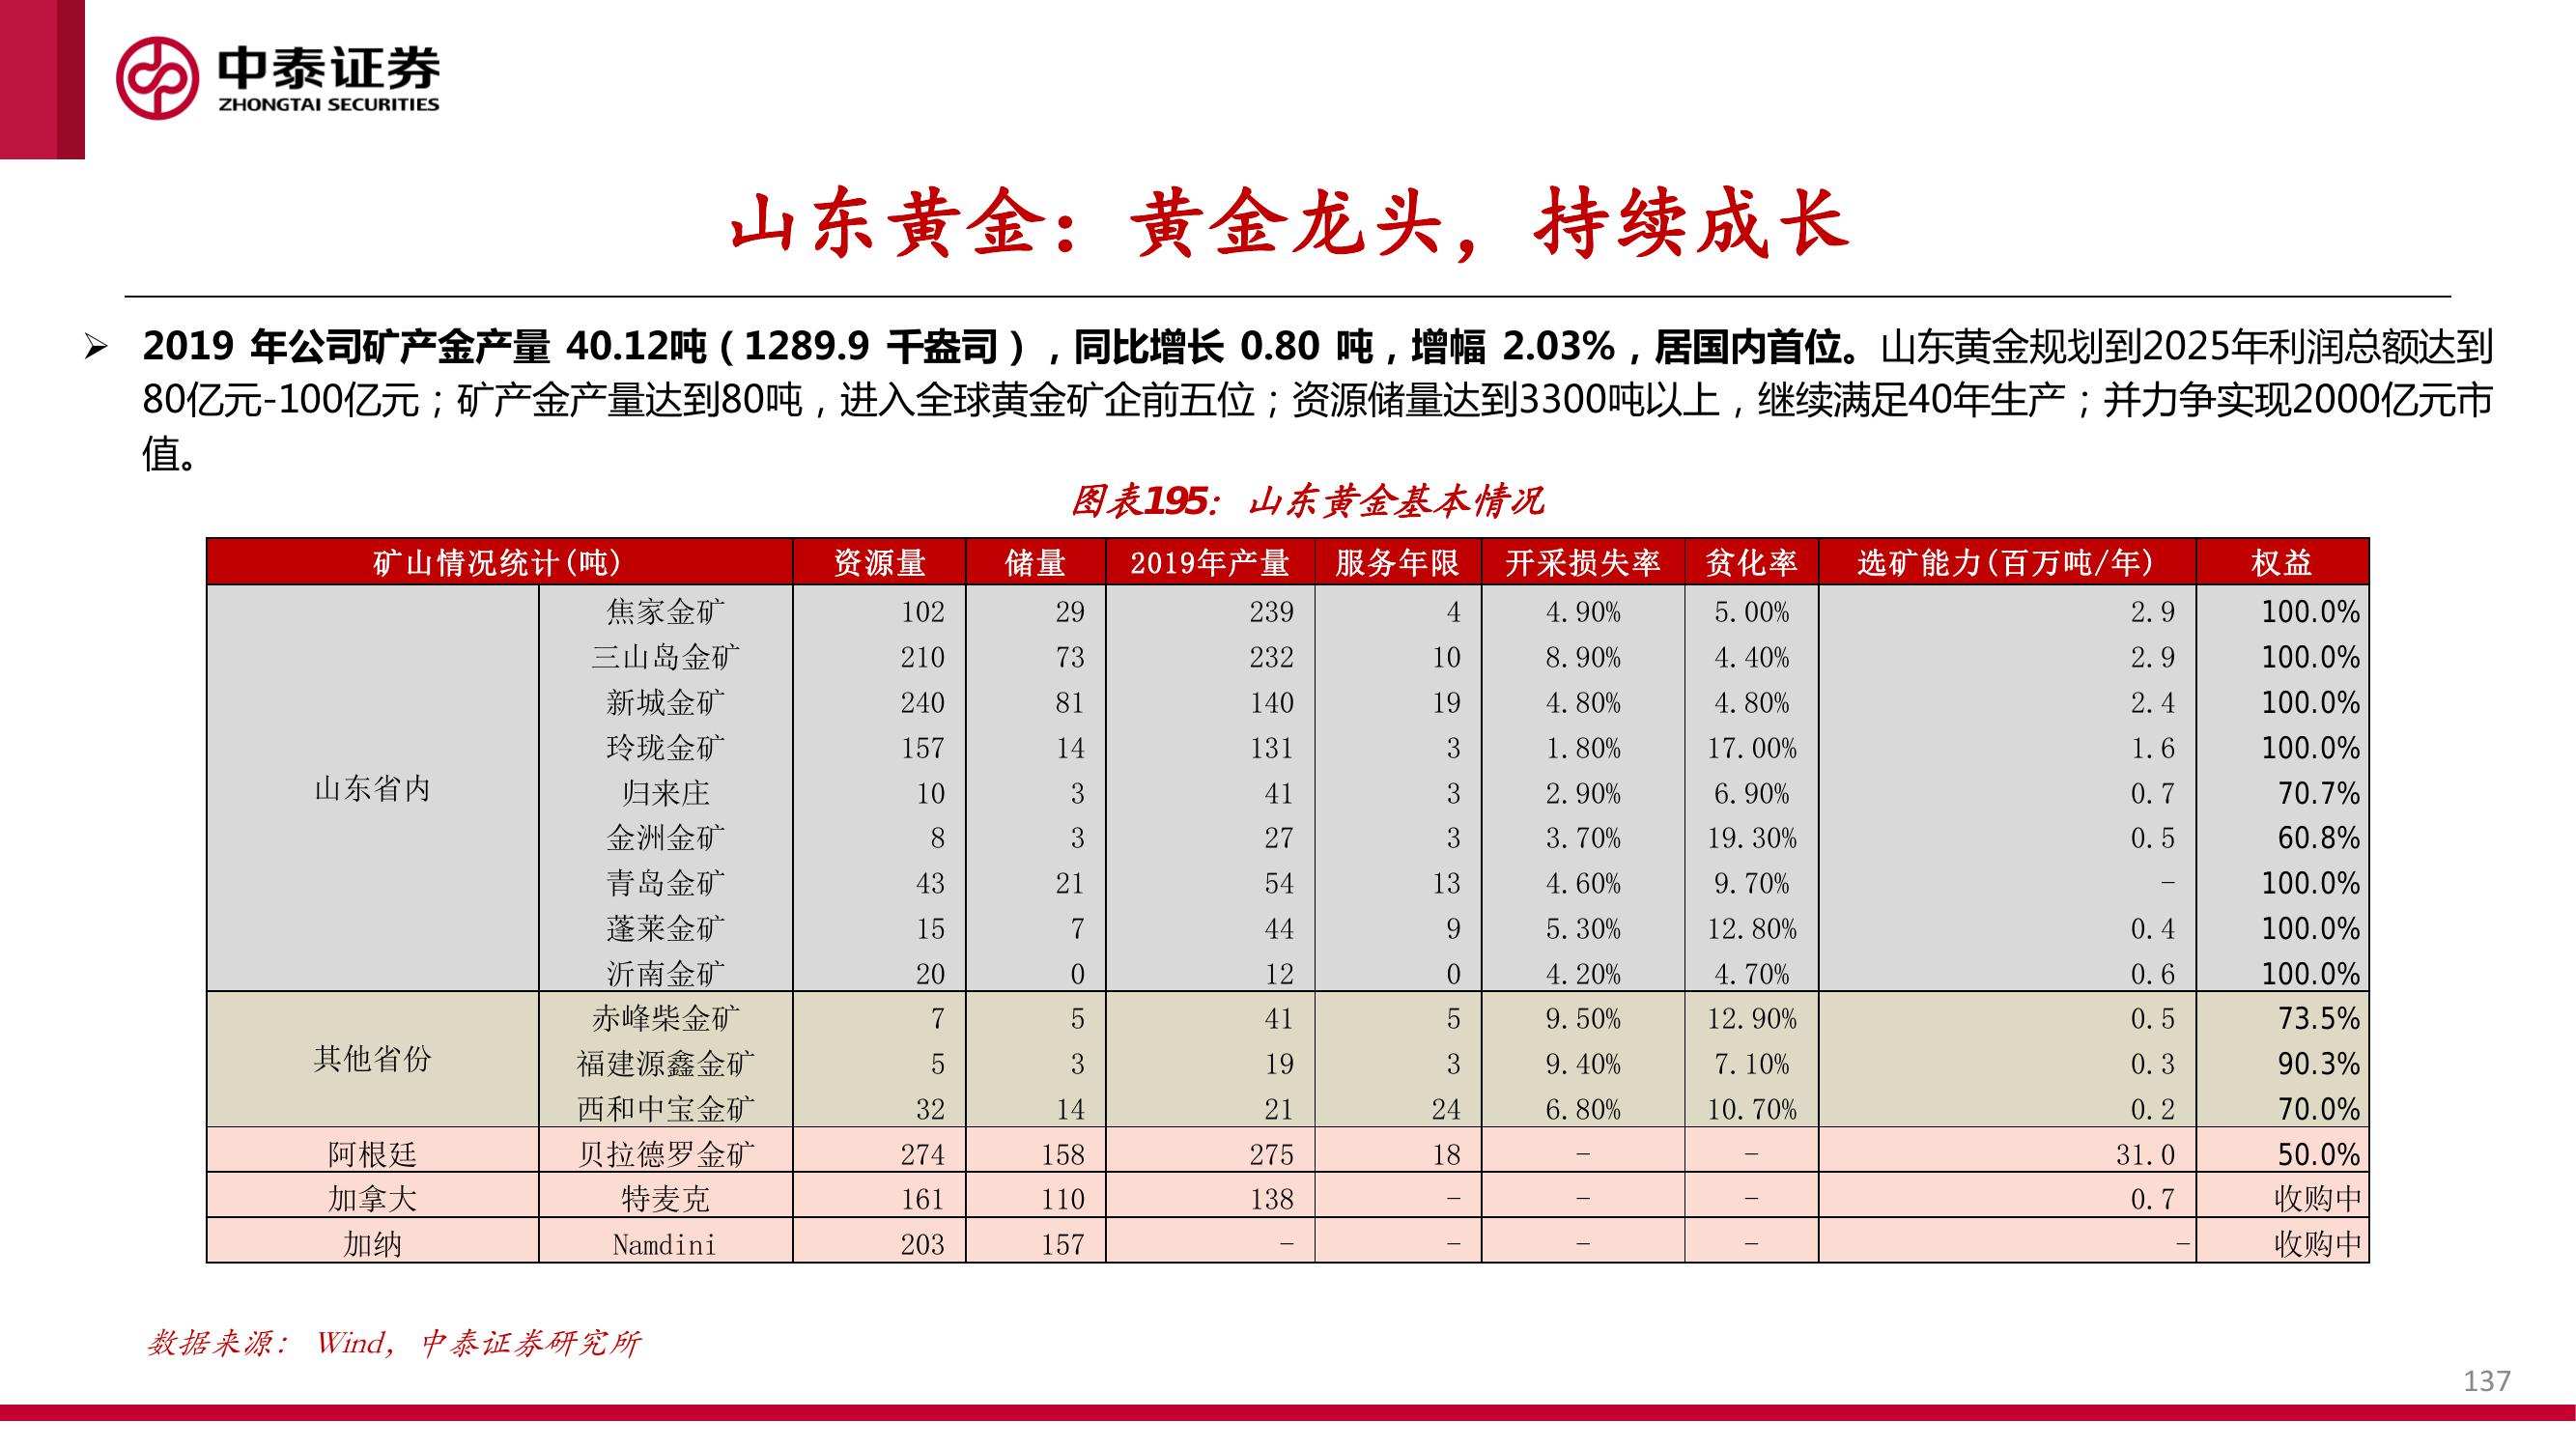 中泰证券
ZHONGTAI SECURITIES
山东黄金：黄金龙头，持续成长
➢ 2019 年公司矿产金产量 40.12吨（1289.9 千盎司），同比增长 0.80 吨，增幅 2.03%，居国内首位。山东黄金规划到2025年利润总额达到
80亿元-100亿元；矿产金产量达到80吨，进入全球黄金矿企前五位；资源储量达到3300吨以上，继续满足40年生产；并力争实现2000亿元市
值。
图表195：山东黄金基本情况
矿山情况统计(吨) 资源量 储量 2019年产量 服务年限 开采损失率 贫化率 选矿能力(百万吨/年) 权益
山东省内
焦家金矿 102 29 239 4 4.90% 5.00% 2.9 100.0%
三山岛金矿 210 73 232 10 8.90% 4.40% 2.9 100.0%
新城金矿 240 81 140 19 4.80% 4.80% 2.4 100.0%
玲珑金矿 157 14 131 3 1.80% 17.00% 1.6 100.0%
归来庄 10 3 41 3 2.90% 6.90% 0.7 70.7%
金洲金矿 8 3 27 3 3.70% 19.30% 0.5 60.8%
青岛金矿 43 21 54 13 4.60% 9.70% - 100.0%
蓬莱金矿 15 7 44 9 5.30% 12.80% 0.4 100.0%
沂南金矿 20 0 12 0 4.20% 4.70% 0.6 100.0%
其他省份
赤峰柴金矿 7 5 41 5 9.50% 12.90% 0.5 73.5%
福建源鑫金矿 5 3 19 3 9.40% 7.10% 0.3 90.3%
西和中宝金矿 32 14 21 24 6.80% 10.70% 0.2 70.0%
阿根廷 贝拉德罗金矿 274 158 275 18 - - 31.0 50.0%
加拿大 特麦克 161 110 138 - - - 0.7 收购中
加纳 Namdini 203 157 - - - - - 收购中
数据来源： Wind，中泰证券研究所
137